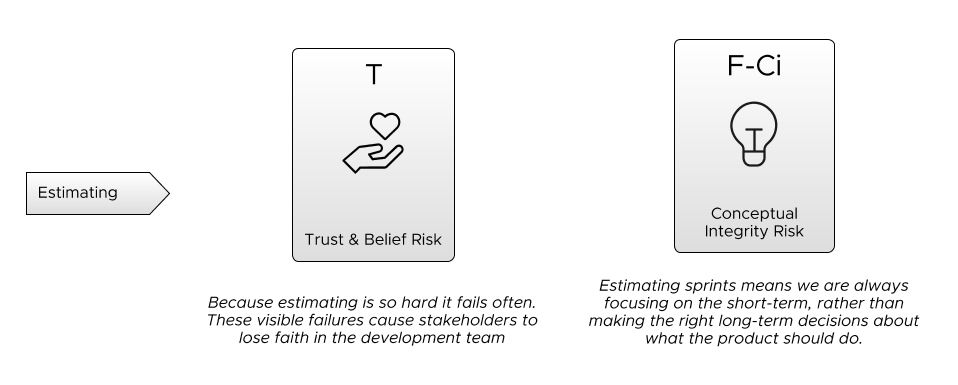 Estimating
T
Trust & Belief Risk
Because estimating is so hard it fails often.
These visible failures cause stakeholders to
lose faith in the development team
F-Ci
Conceptual
Integrity Risk
Estimating sprints means we are always
focusing on the short-term, rather than
making the right long-term decisions about
what the product should do.